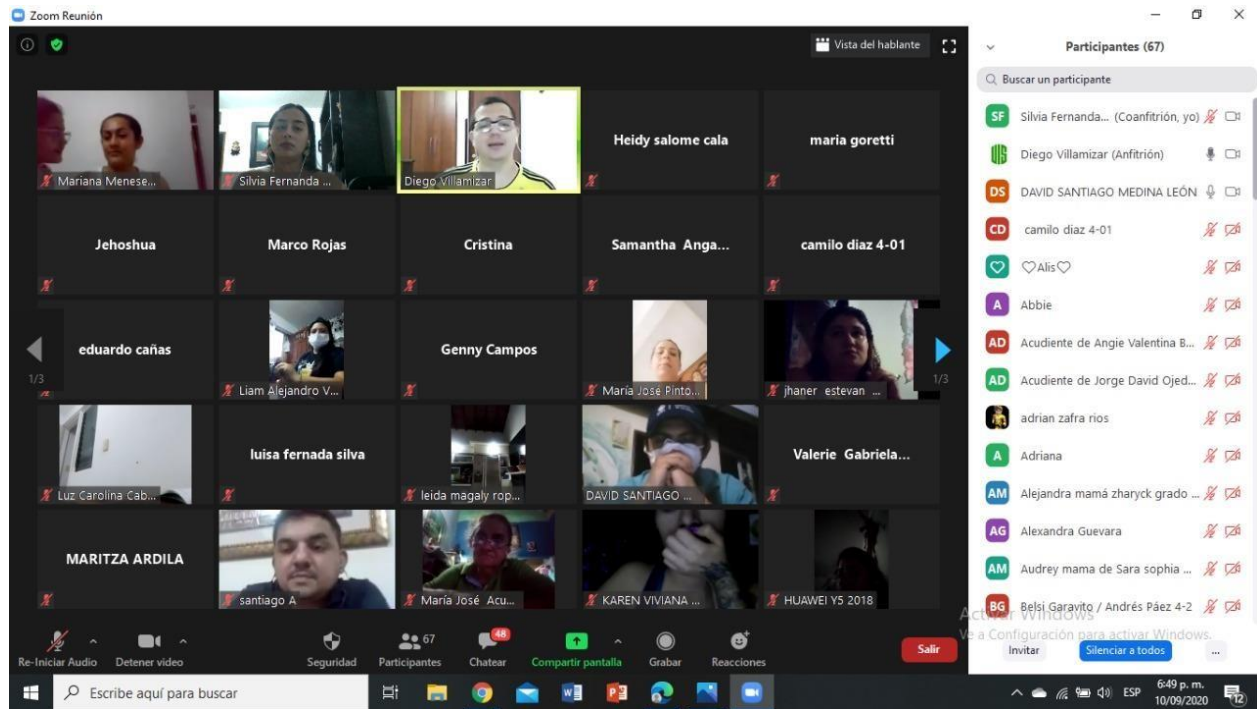 Zoom Reunión
Vista del hablante
Mariana Menese...
Silvia Fernanda ...
Diego Villamizar
Heidy salome cala
maria goretti
Jehoshua
Marco Rojas
Cristina
Samantha Anga...
camilo diaz 4-01
eduardo cañas
Liam Alejandro V...
Genny Campos
María José Pinto...
jhaner estevan ...
1/3
1/3
Luz Carolina Cab...
luisa fernada silva
leida magaly rop...
DAVID SANTIAGO ...
Valerie Gabriela...
MARITZA ARDILA
santiago A
María José Acu...
KAREN VIVIANA ...
HUAWEI Y5 2018
Re-Iniciar Audio
Detener video
Seguridad
67
Participantes
48
Chatear
Compartir pantalla
Grabar
Reacciones
Salir
Participantes (67)
Buscar un participante
SF Silvia Fernanda... (Coanfitrión, yo)
Diego Villamizar (Anfitrión)
DS DAVID SANTIAGO MEDINA LEÓN
CD camilo diaz 4-01
♡Alis♡
A Abbie
AD Acudiente de Angie Valentina B...
AD Acudiente de Jorge David Ojed...
adrian zafra rios
A Adriana
AM Alejandra mamá zharyck grado ...
AG Alexandra Guevara
AM Audrey mama de Sara sophia ...
BG Belsi Garavito / Andrés Páez 4-2
Activar Windows
Ve a Configuración para activar Windows.
Invitar
Silenciar a todos
...
Escribe aquí para buscar
ESP
6:49 p. m.
10/09/2020
12